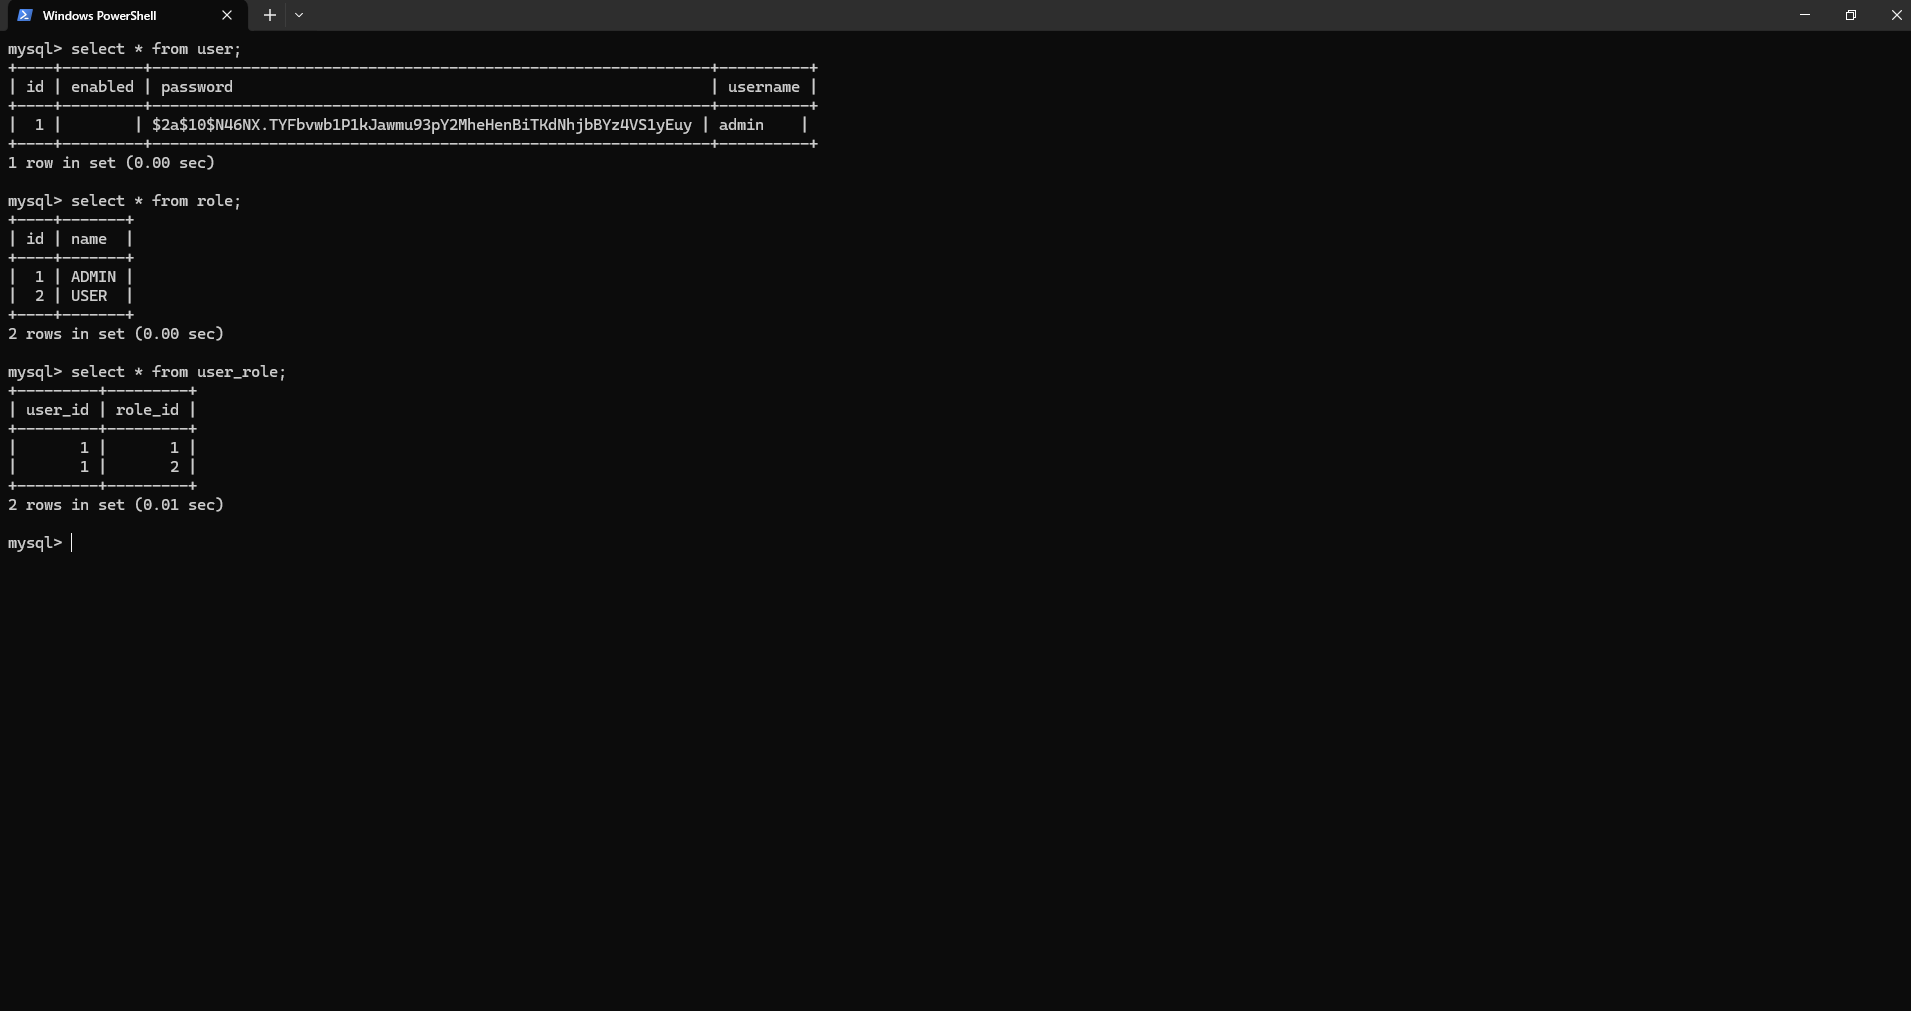 Windows PowerShell
mysql> select * from user;
+----+---------+--------------------------------------------------------------+----------+
| id | enabled | password                                                     | username |
+----+---------+--------------------------------------------------------------+----------+
|  1 |        | $2a$10$N46NX.TYFbvwb1P1kJawmu93pY2MheHenBiTKdNhjbBYz4VS1yEuy | admin    |
+----+---------+--------------------------------------------------------------+----------+
1 row in set (0.00 sec)
mysql> select * from role;
+----+-------+
| id | name  |
+----+-------+
|  1 | ADMIN |
|  2 | USER  |
+----+-------+
2 rows in set (0.00 sec)
mysql> select * from user_role;
+---------+---------+
| user_id | role_id |
+---------+---------+
|       1 |       1 |
|       1 |       2 |
+---------+---------+
2 rows in set (0.01 sec)
mysql>